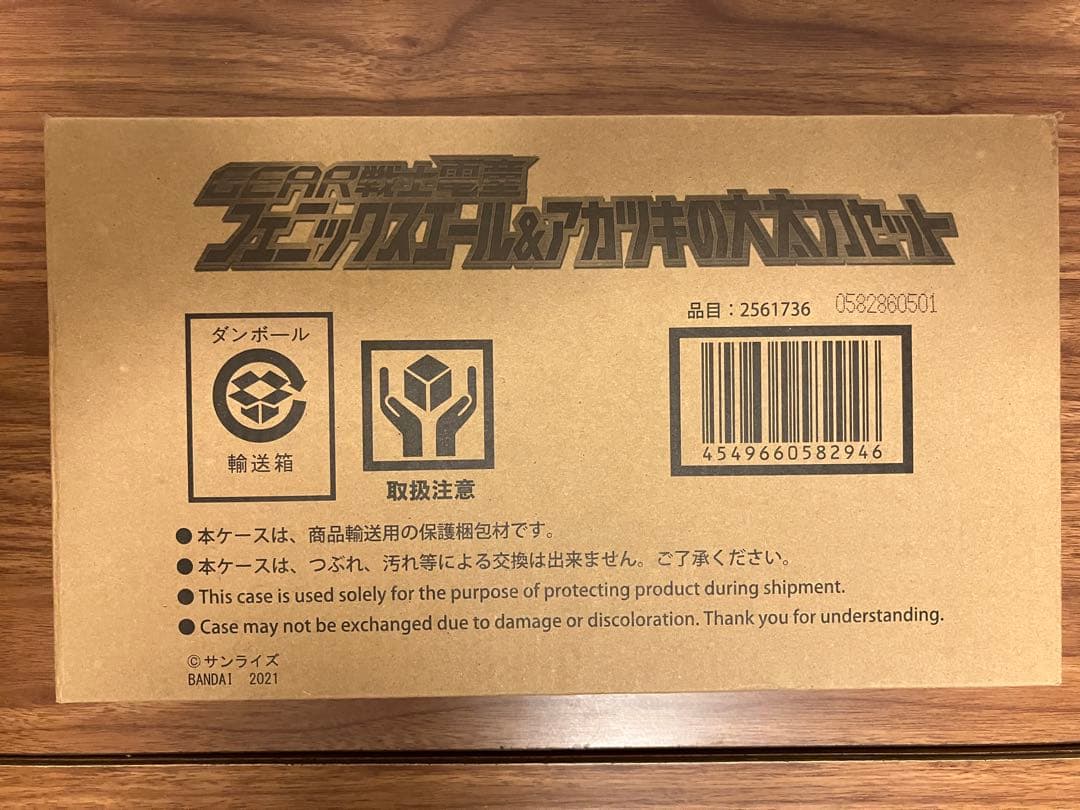 GEAR戦士電童
フェニックスエール&アカツキの大太刀セット
品目：2561736 0582860501
ダンボール
輸送箱
取扱注意
4549660582946
●本ケースは、商品輸送用の保護梱包材です。
●本ケースは、つぶれ、汚れ等による交換は出来ません。ご了承ください。
●This case is used solely for the purpose of protecting product during shipment.
●Case may not be exchanged due to damage or discoloration. Thank you for understanding.
©サンライズ
BANDAI 2021